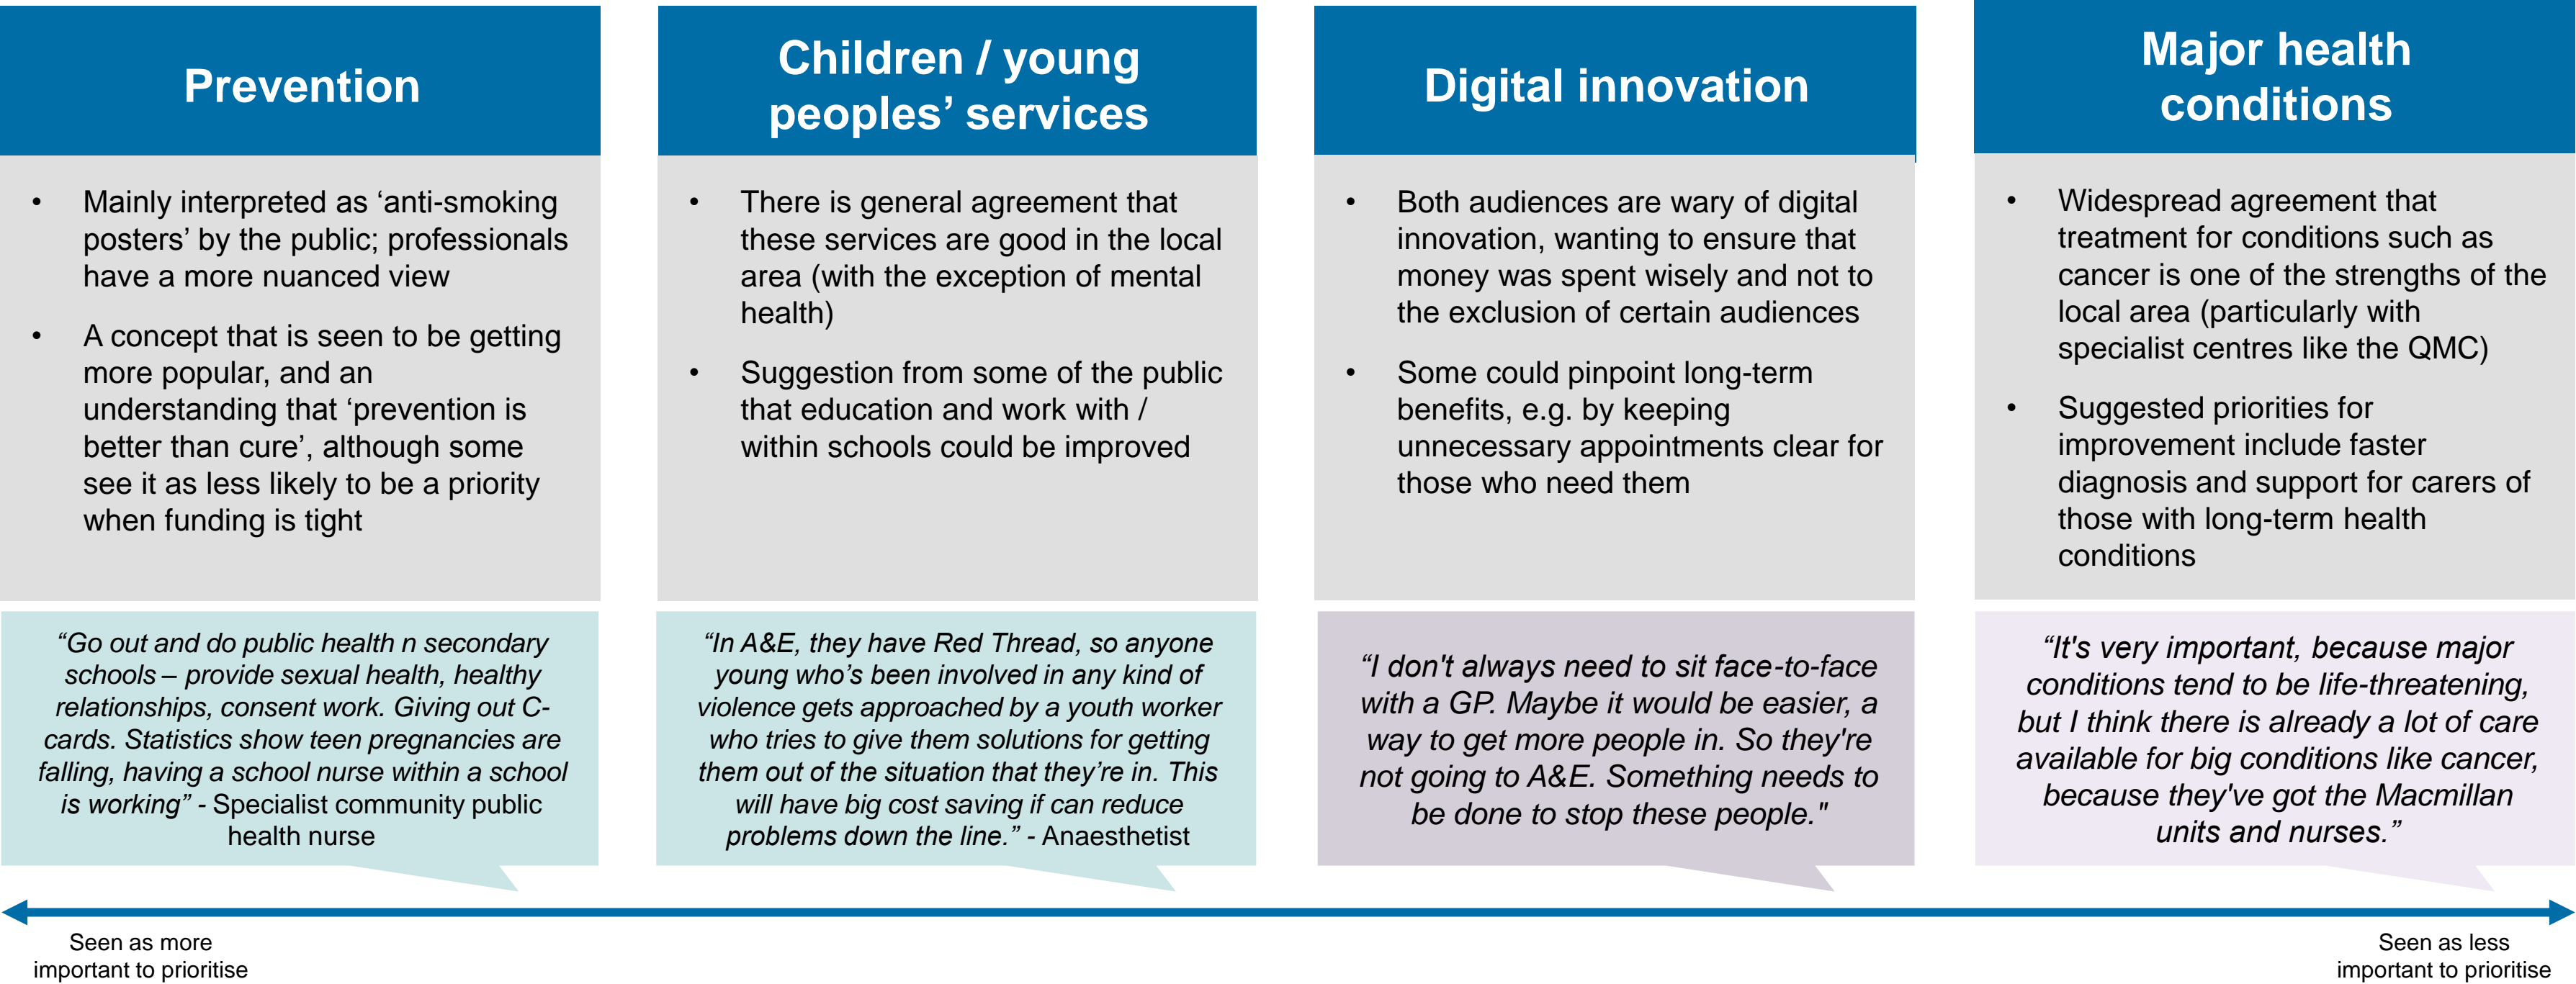 Prevention
• Mainly interpreted as ‘anti-smoking
posters’ by the public; professionals
have a more nuanced view
• A concept that is seen to be getting
more popular, and an
understanding that ‘prevention is
better than cure’, although some
see it as less likely to be a priority
when funding is tight
“Go out and do public health n secondary
schools – provide sexual health, healthy
relationships, consent work. Giving out C-
cards. Statistics show teen pregnancies are
falling, having a school nurse within a school
is working” - Specialist community public
health nurse
Children / young
peoples’ services
• There is general agreement that
these services are good in the local
area (with the exception of mental
health)
• Suggestion from some of the public
that education and work with /
within schools could be improved
“In A&E, they have Red Thread, so anyone
young who’s been involved in any kind of
violence gets approached by a youth worker
who tries to give them solutions for getting
them out of the situation that they’re in. This
will have big cost saving if can reduce
problems down the line.” - Anaesthetist
Digital innovation
• Both audiences are wary of digital
innovation, wanting to ensure that
money was spent wisely and not to
the exclusion of certain audiences
• Some could pinpoint long-term
benefits, e.g. by keeping
unnecessary appointments clear for
those who need them
“I don't always need to sit face-to-face
with a GP. Maybe it would be easier, a
way to get more people in. So they're
not going to A&E. Something needs to
be done to stop these people."
Major health
conditions
• Widespread agreement that
treatment for conditions such as
cancer is one of the strengths of the
local area (particularly with
specialist centres like the QMC)
• Suggested priorities for
improvement include faster
diagnosis and support for carers of
those with long-term health
conditions
“It's very important, because major
conditions tend to be life-threatening,
but I think there is already a lot of care
available for big conditions like cancer,
because they've got the Macmillan
units and nurses.”
Seen as more
important to prioritise
Seen as less
important to prioritise